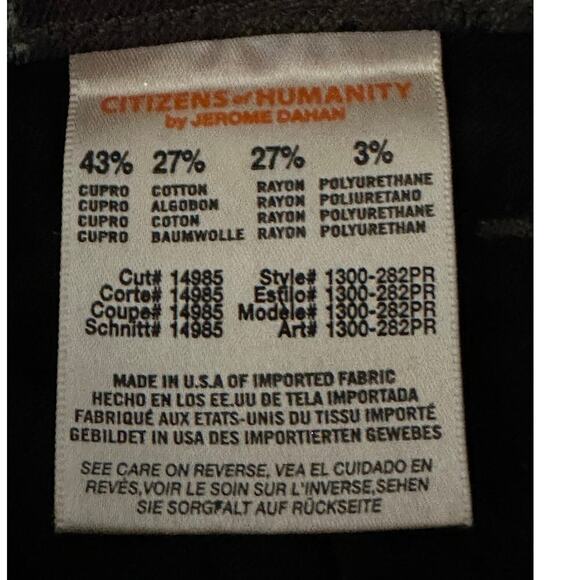 CITIZENS of HUMANITY
by JEROME DAHAN
43% 27% 27% 3%
CUPRO COTTON RAYON POLYURETHANE
CUPRO ALGOBON RAYON POLIURETANO
CUPRO COTON RAYON POLYURETHANE
CUPRO BAUMWOLLE RAYON POLYURETHAN
Cut# 14985 Style# 1300-282PR
Corte# 14985 Estilo# 1300-282PR
Coupe# 14985 Modele# 1300-282PR
Schnitt# 14985 Art# 1300-282PR
MADE IN U.S.A OF IMPORTED FABRIC
HECHO EN LOS EE.UU DE TELA IMPORTADA
FABRIQUÉ AUX ETATS-UNIS DU TISSU IMPORTÉ
GEBILDET IN USA DES IMPORTIERTEN GEWEBES
SEE CARE ON REVERSE, VEA EL CUIDADO EN
REVÉS,VOIR LE SOIN SUR L'INVERSE,SEHEN
SIE SORGFALT AUF RÜCKSEITE